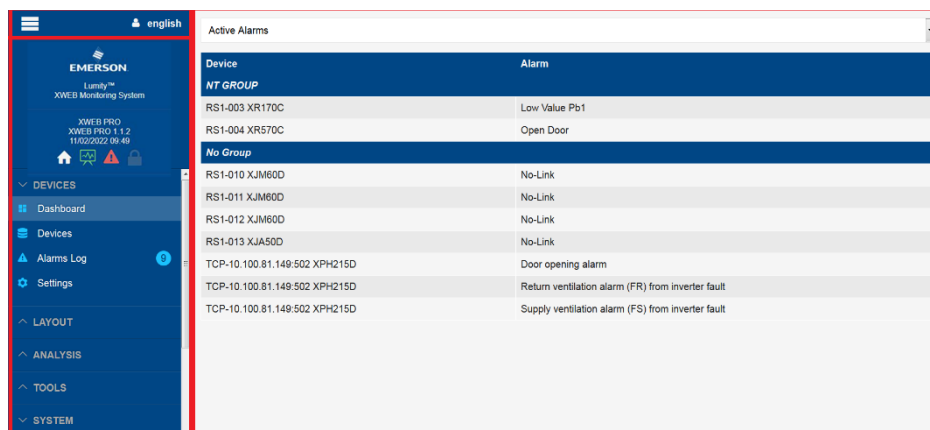 english
EMERSON
Lumity™
XWEB Monitoring System
XWEB PRO
XWEB PRO 1.1.2
11/02/2022 09:49
DEVICES
Dashboard
Devices
Alarms Log 9
Settings
LAYOUT
ANALYSIS
TOOLS
SYSTEM
Active Alarms
Device Alarm
NT GROUP
RS1-003 XR170C Low Value Pb1
RS1-004 XR570C Open Door
No Group
RS1-010 XJM60D No-Link
RS1-011 XJM60D No-Link
RS1-012 XJM60D No-Link
RS1-013 XJA50D No-Link
TCP-10.100.81.149:502 XPH215D Door opening alarm
TCP-10.100.81.149:502 XPH215D Return ventilation alarm (FR) from inverter fault
TCP-10.100.81.149:502 XPH215D Supply ventilation alarm (FS) from inverter fault